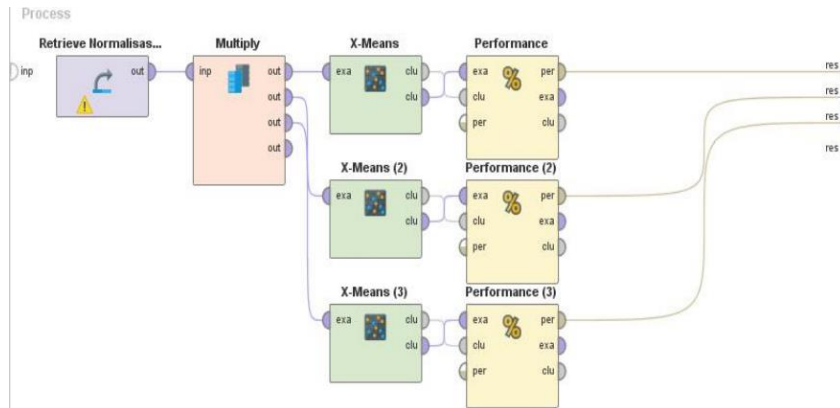 Process
Retrieve Normalisas...
Multiply
X-Means
Performance
inp
out
inp
out
exa
clu
exa
per
res
out
clu
clu
exa
res
out
per
clu
res
out
res
X-Means (2)
Performance (2)
exa
clu
exa
per
clu
clu
exa
per
clu
X-Means (3)
Performance (3)
exa
clu
exa
per
clu
clu
exa
per
clu